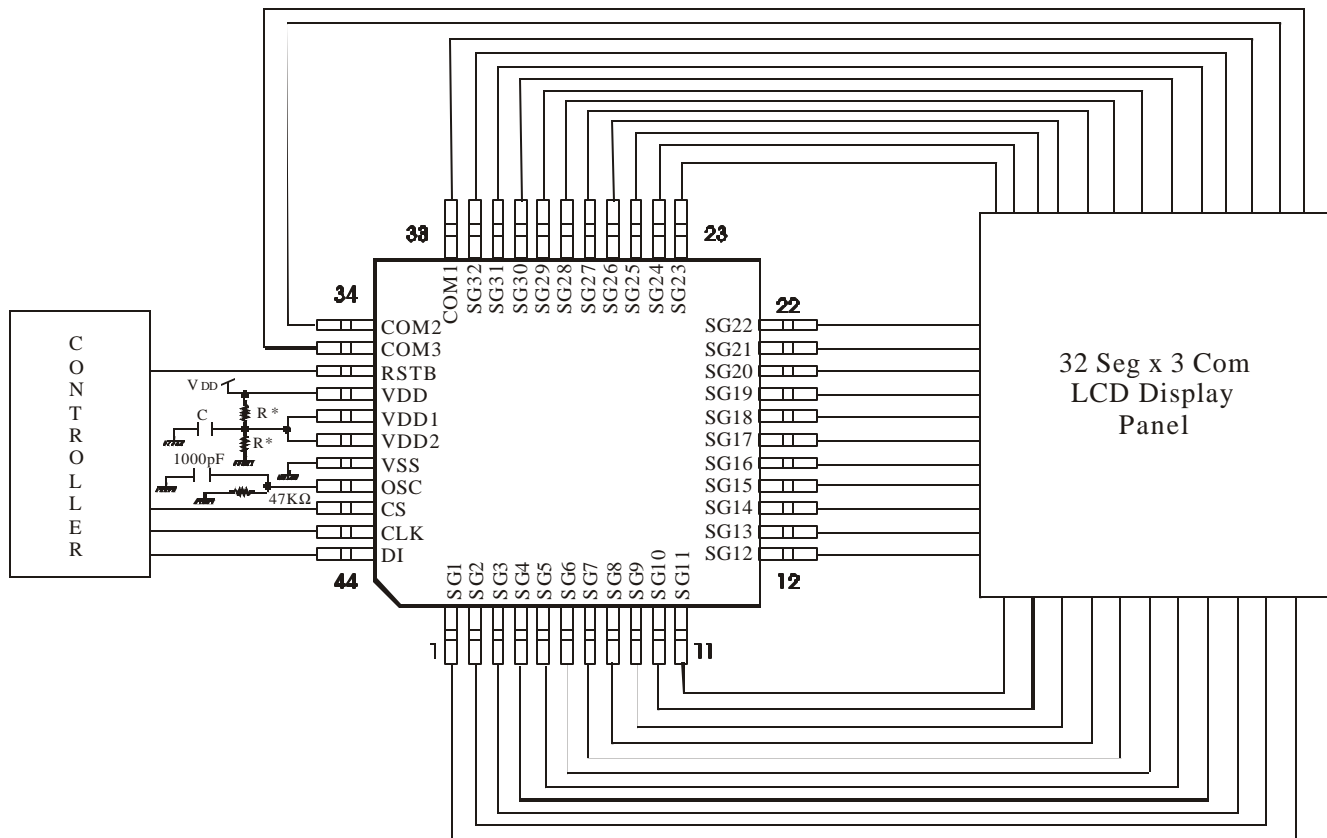 33
23
COM1
SG32
SG31
SG30
SG29
SG28
SG27
SG26
SG25
SG24
SG23
34
22
COM2
COM3
RSTB
VDD
VDD1
VDD2
VSS
OSC
CS
CLK
DI
SG22
SG21
SG20
SG19
SG18
SG17
SG16
SG15
SG14
SG13
SG12
CONTROLLER
VDD
R*
C
R*
1000pF
47KΩ
32 Seg x 3 Com
LCD Display
Panel
44
12
SG1
SG2
SG3
SG4
SG5
SG6
SG7
SG8
SG9
SG10
SG11
1
11